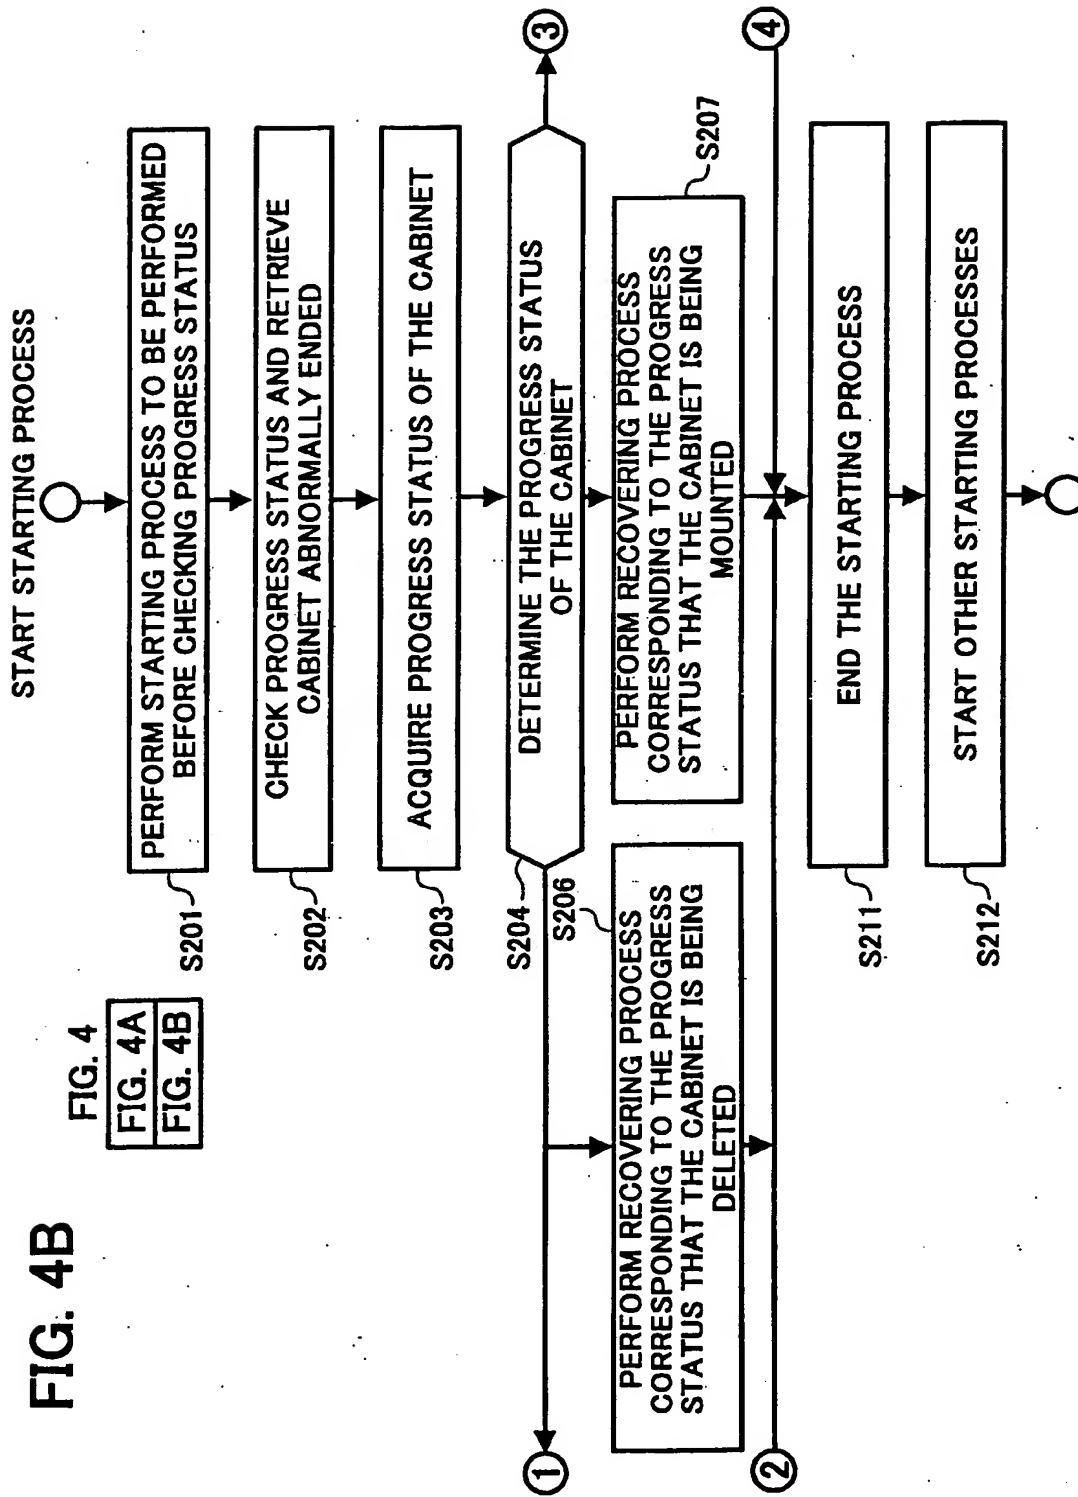 FIG. 4B
FIG. 4
FIG. 4A
FIG. 4B
START STARTING PROCESS
PERFORM STARTING PROCESS TO BE PERFORMED
BEFORE CHECKING PROGRESS STATUS
S201
CHECK PROGRESS STATUS AND RETRIEVE
CABINET ABNORMALLY ENDED
S202
ACQUIRE PROGRESS STATUS OF THE CABINET
S203
DETERMINE THE PROGRESS STATUS
OF THE CABINET
S204
1
3
S206
PERFORM RECOVERING PROCESS
CORRESPONDING TO THE PROGRESS
STATUS THAT THE CABINET IS BEING
DELETED
PERFORM RECOVERING PROCESS
CORRESPONDING TO THE PROGRESS
STATUS THAT THE CABINET IS BEING
MOUNTED
S207
2
4
END THE STARTING PROCESS
S211
START OTHER STARTING PROCESSES
S212